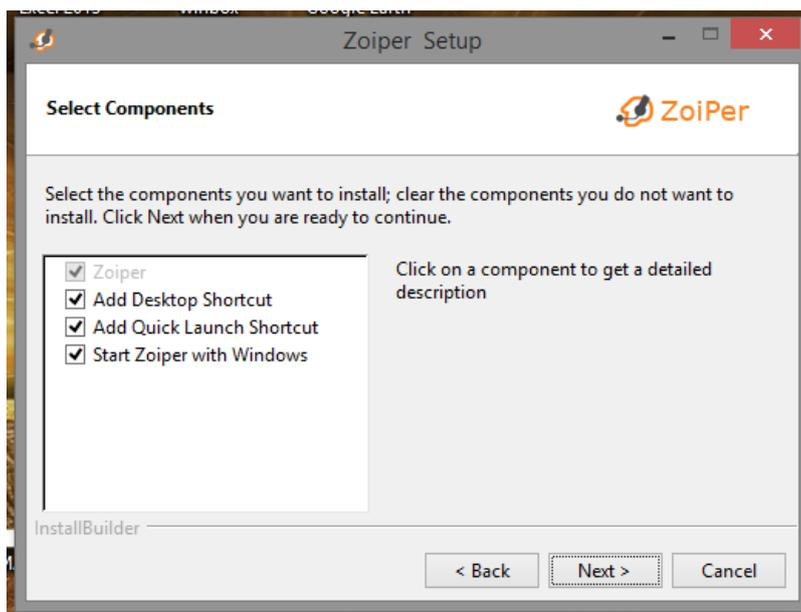 Zoiper Setup
Select Components
ZoiPer
Select the components you want to install; clear the components you do not want to
install. Click Next when you are ready to continue.
Zoiper
Add Desktop Shortcut
Add Quick Launch Shortcut
Start Zoiper with Windows
Click on a component to get a detailed
description
InstallBuilder
< Back
Next >
Cancel